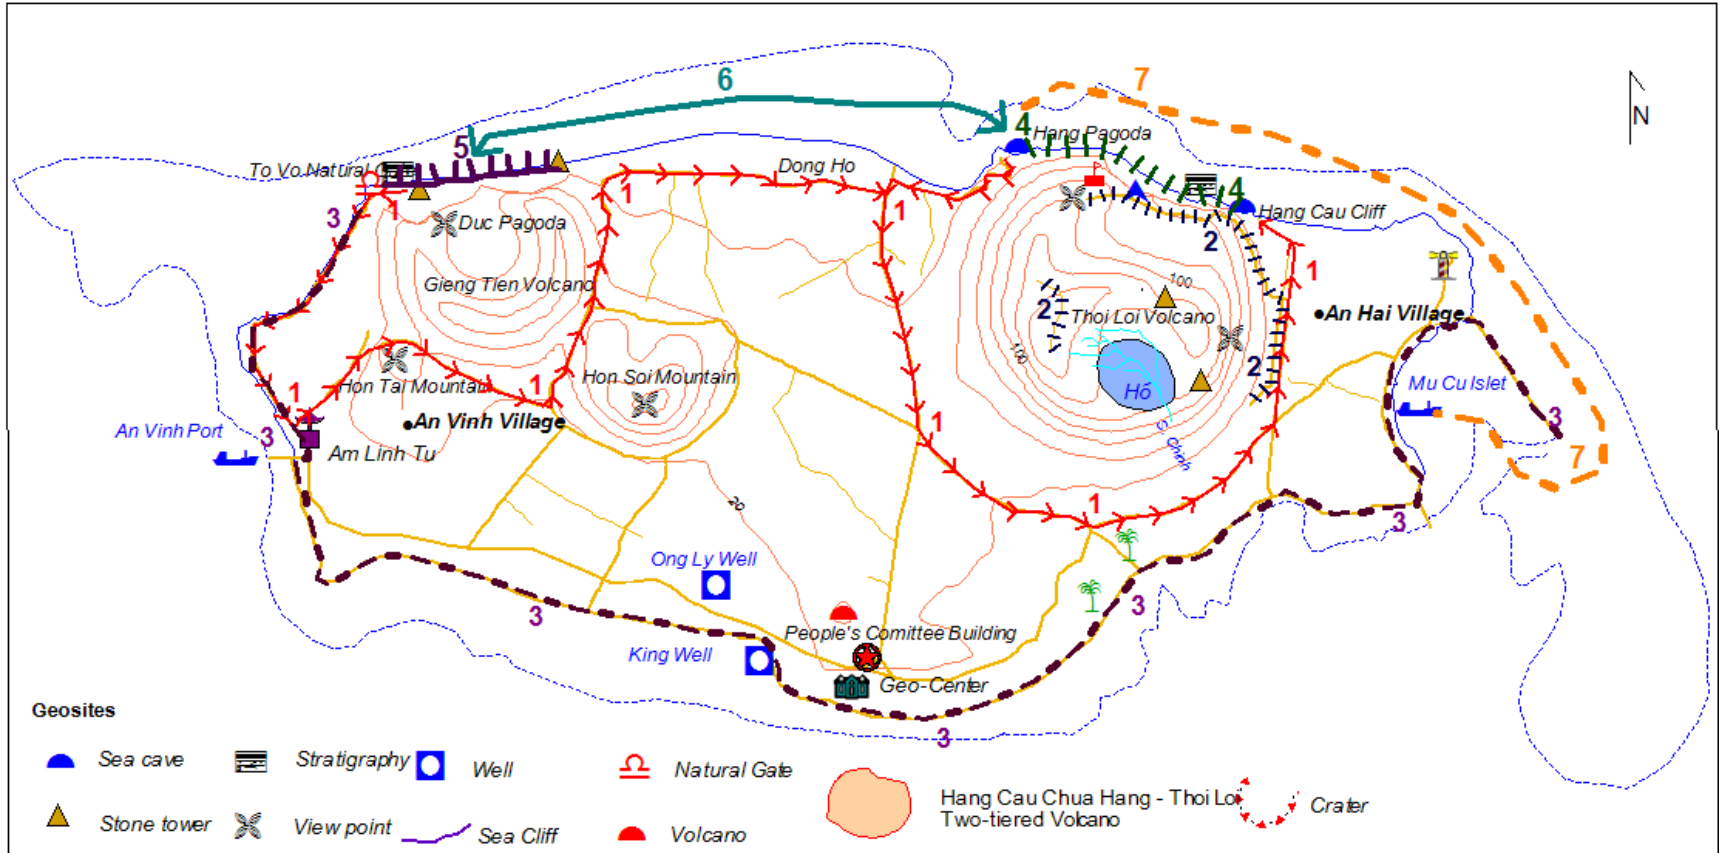 6
7
N
4
Hang Pagoda
5
To Vo Natural
Dong Ho
1
1
1
3
4
Hang Cau Cliff
Duc Pagoda
2
1
Gieng Tien Volcano
100
2
Thoi Loi Volcano
An Hai Village
100
Hon Tai Mountain
Hon Soi Mountain
2
Hồ
Mu Cu Islet
1
1
An Vinh Port
An Vinh Village
3
3
1
Am Linh Tu
7
20
1
3
Ong Ly Well
3
3
People's Comittee Building
King Well
Geo-Center
3
Geosites
Sea cave
Stratigraphy
Well
Natural Gate
Hang Cau Chua Hang - Thoi Loi
Two-tiered Volcano
Crater
Stone tower
View point
Sea Cliff
Volcano